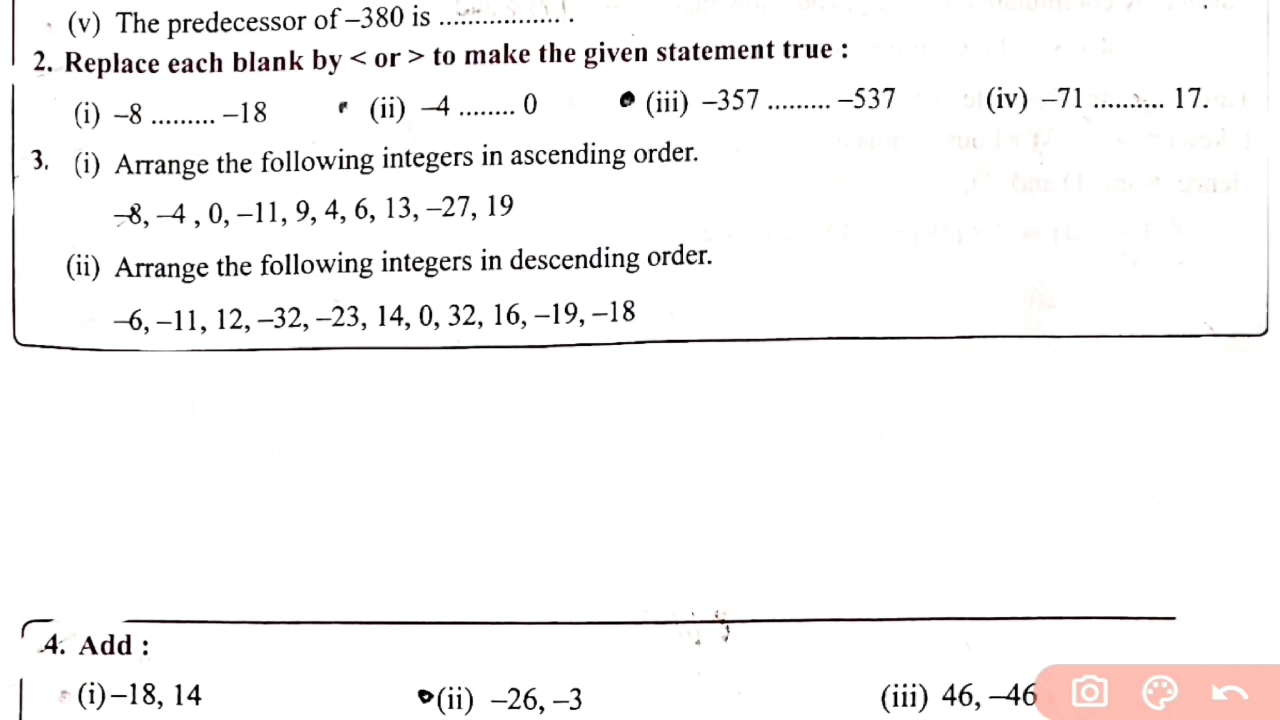 (v) The predecessor of –380 is ..................
2. Replace each blank by < or > to make the given statement true :
(i) –8 ......... –18 (ii) –4 ........ 0 (iii) –357 ......... –537 (iv) –71 .......... 17.
3. (i) Arrange the following integers in ascending order.
–8, –4 , 0, –11, 9, 4, 6, 13, –27, 19
(ii) Arrange the following integers in descending order.
–6, –11, 12, –32, –23, 14, 0, 32, 16, –19, –18
4. Add :
(i) –18, 14 (ii) –26, –3 (iii) 46, –46